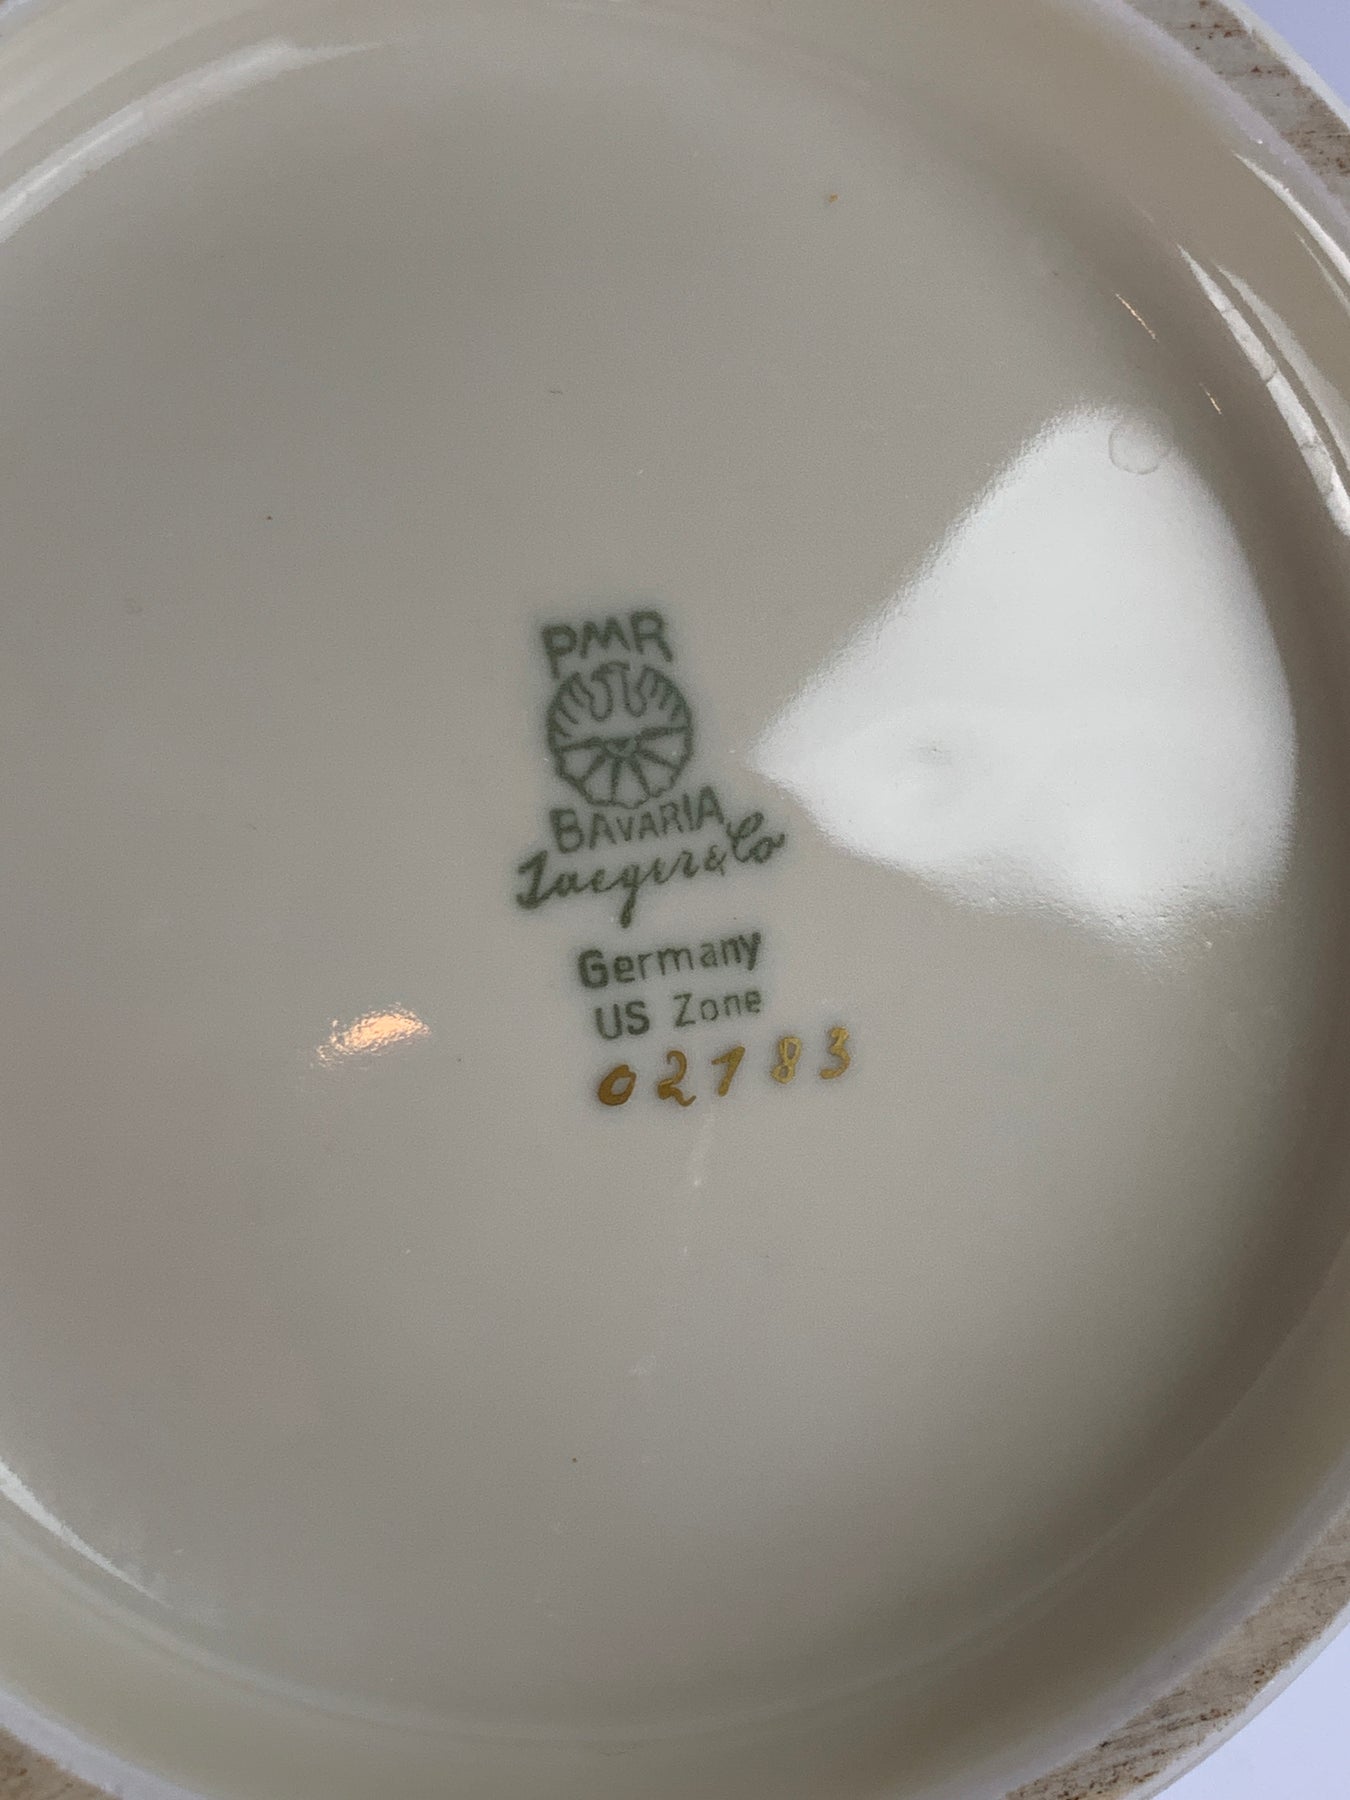 PMR
BAVARIA
Jaeger & Co
Germany
US Zone
02783